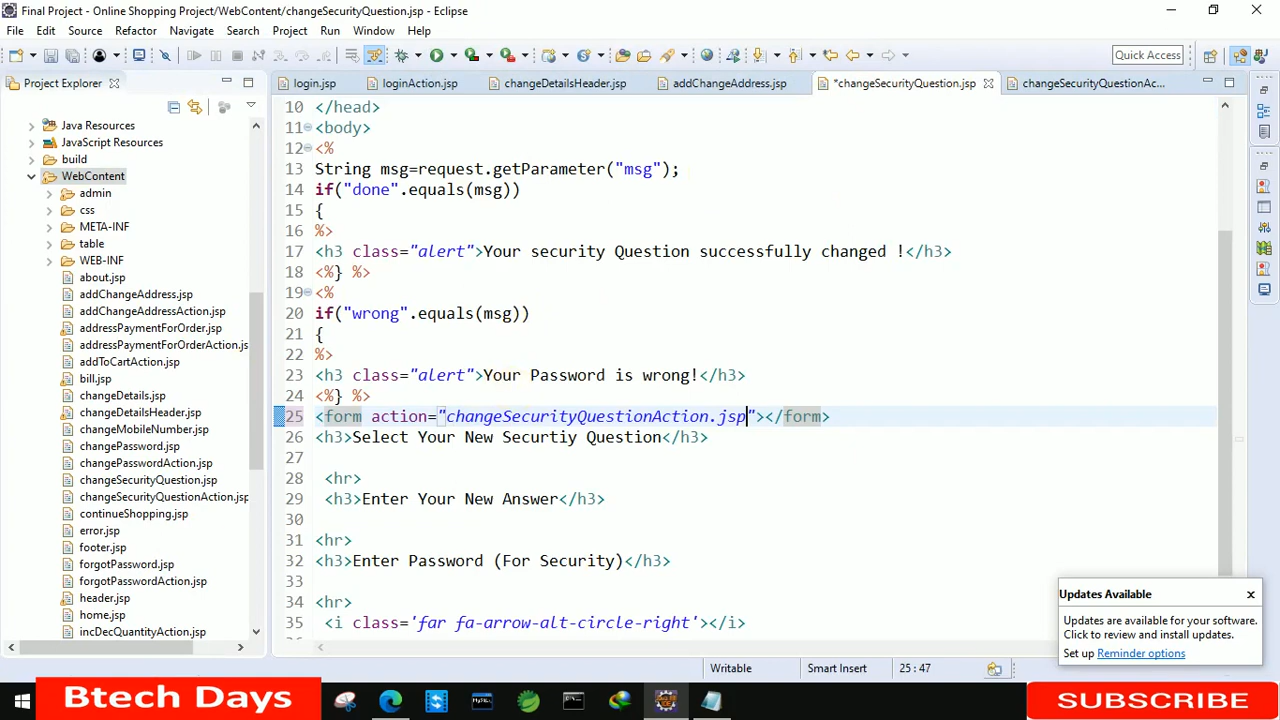 Final Project - Online Shopping Project/WebContent/changeSecurityQuestion.jsp - Eclipse
File Edit Source Refactor Navigate Search Project Run Window Help
Quick Access
Project Explorer
login.jsp loginAction.jsp changeDetailsHeader.jsp addChangeAddress.jsp *changeSecurityQuestion.jsp changeSecurityQuestionAc...
Java Resources
JavaScript Resources
build
WebContent
admin
css
META-INF
table
WEB-INF
about.jsp
addChangeAddress.jsp
addChangeAddressAction.jsp
addressPaymentForOrder.jsp
addressPaymentForOrderAction.js
addToCartAction.jsp
bill.jsp
changeDetails.jsp
changeDetailsHeader.jsp
changeMobileNumber.jsp
changePassword.jsp
changePasswordAction.jsp
changeSecurityQuestion.jsp
changeSecurityQuestionAction.jsp
continueShopping.jsp
error.jsp
footer.jsp
forgotPassword.jsp
forgotPasswordAction.jsp
header.jsp
home.jsp
incDecQuantityAction.jsp
10 </head>
11 <body>
12 <%
13 String msg=request.getParameter("msg");
14 if("done".equals(msg))
15 {
16 %>
17 <h3 class="alert">Your security Question successfully changed !</h3>
18 <%} %>
19 <%
20 if("wrong".equals(msg))
21 {
22 %>
23 <h3 class="alert">Your Password is wrong!</h3>
24 <%} %>
25 <form action="changeSecurityQuestionAction.jsp"></form>
26 <h3>Select Your New Securtiy Question</h3>
27
28 <hr>
29 <h3>Enter Your New Answer</h3>
30
31 <hr>
32 <h3>Enter Password (For Security)</h3>
33
34 <hr>
35 <i class='far fa-arrow-alt-circle-right'></i>
Updates Available
Updates are available for your software.
Click to review and install updates.
Set up Reminder options
Writable Smart Insert 25 : 47
Btech Days
SUBSCRIBE